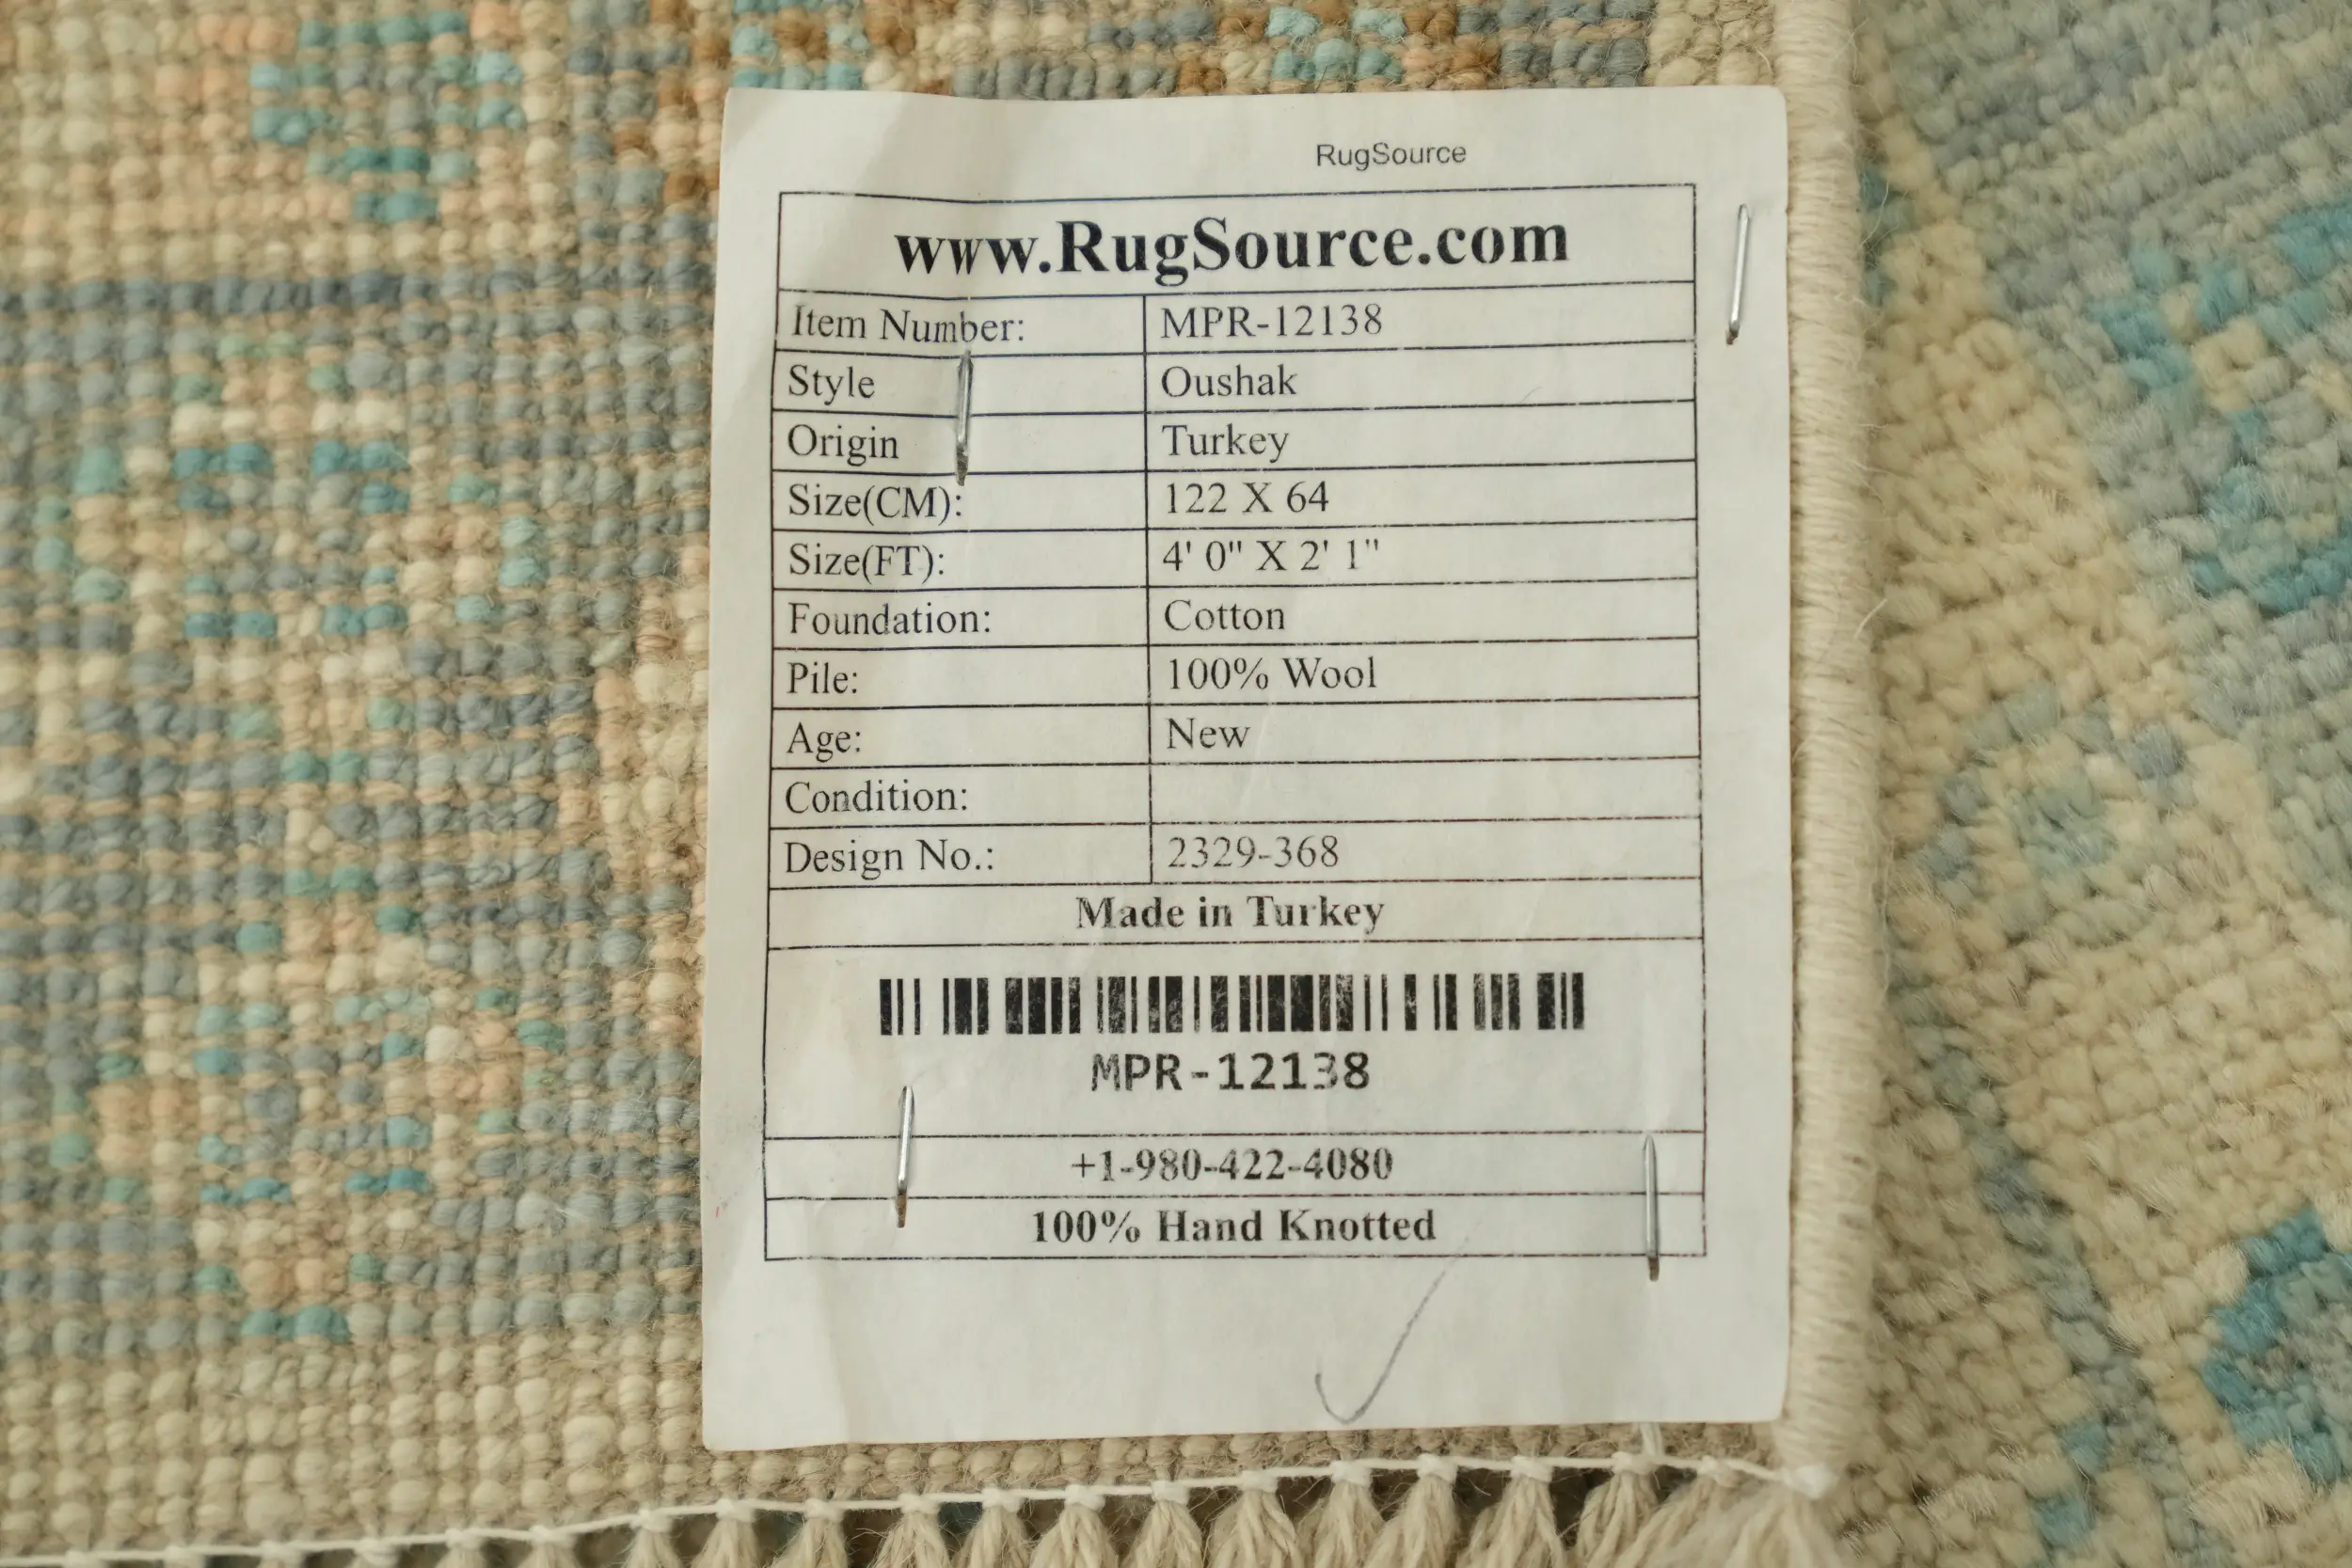 RugSource
www.RugSource.com
Item Number: MPR-12138
Style Oushak
Origin Turkey
Size(CM): 122 X 64
Size(FT): 4' 0" X 2' 1"
Foundation: Cotton
Pile: 100% Wool
Age: New
Condition:
Design No.: 2329-368
Made in Turkey
MPR-12138
+1-980-422-4080
100% Hand Knotted